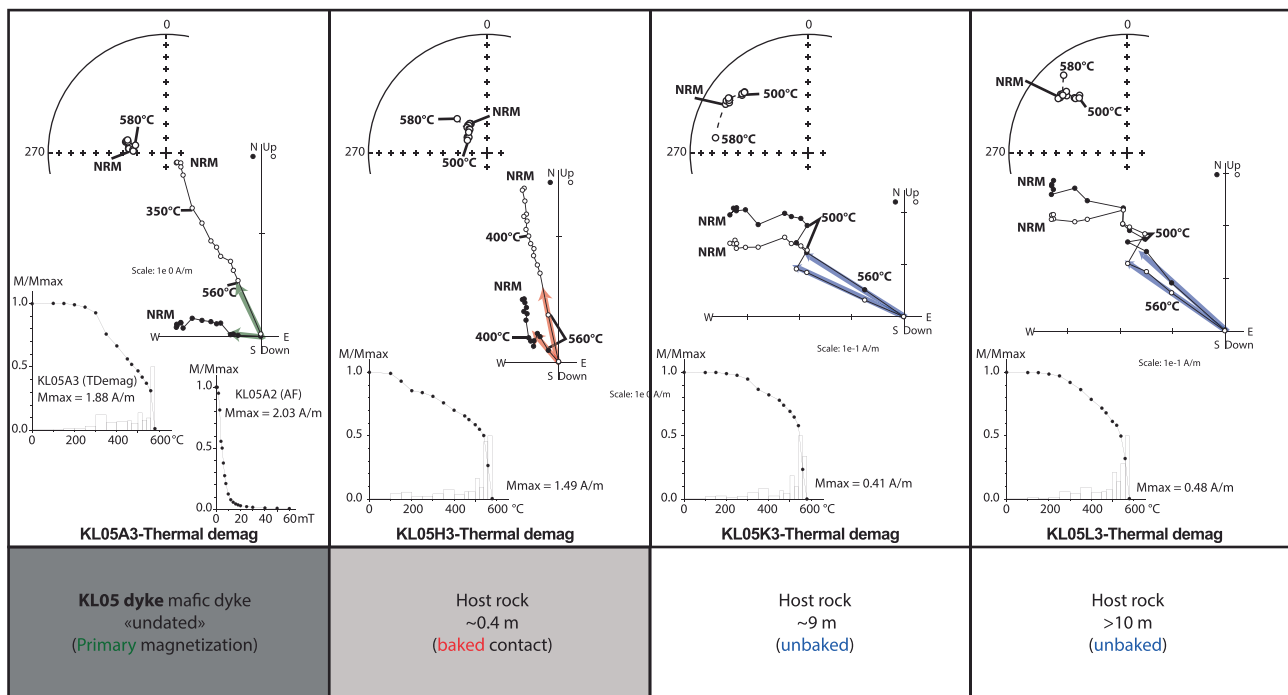 0
580°C
NRM
270
N Up
NRM
350°C
Scale: 1e 0 A/m
560°C
NRM
W
E
S Down
M/Mmax
1.0
0.5
0.0
KL05A3 (TDemag)
Mmax = 1.88 A/m
0
200
400
600 °C
M/Mmax
1.0
0.5
0.0
KL05A2 (AF)
Mmax = 2.03 A/m
0
20
40
60mT
KL05A3-Thermal demag
0
580°C
NRM
500°C
270
N Up
NRM
400°C
NRM
400°C
560°C
W
E
S Down
M/Mmax
1.0
0.5
0.0
Scale: 1e 0 A/m
Mmax = 1.49 A/m
0
200
400
600 °C
KL05H3-Thermal demag
0
NRM
500°C
580°C
270
N Up
NRM
NRM
500°C
560°C
W
E
S Down
Scale: 1e-1 A/m
M/Mmax
1.0
0.5
0.0
Mmax = 0.41 A/m
0
200
400
600 °C
KL05K3-Thermal demag
0
580°C
NRM
500°C
270
N Up
NRM
NRM
500°C
560°C
W
E
S Down
Scale: 1e-1 A/m
M/Mmax
1.0
0.5
0.0
Mmax = 0.48 A/m
0
200
400
600 °C
KL05L3-Thermal demag
KL05 dyke mafic dyke
«undated»
(Primary magnetization)
Host rock
~0.4 m
(baked contact)
Host rock
~9 m
(unbaked)
Host rock
>10 m
(unbaked)